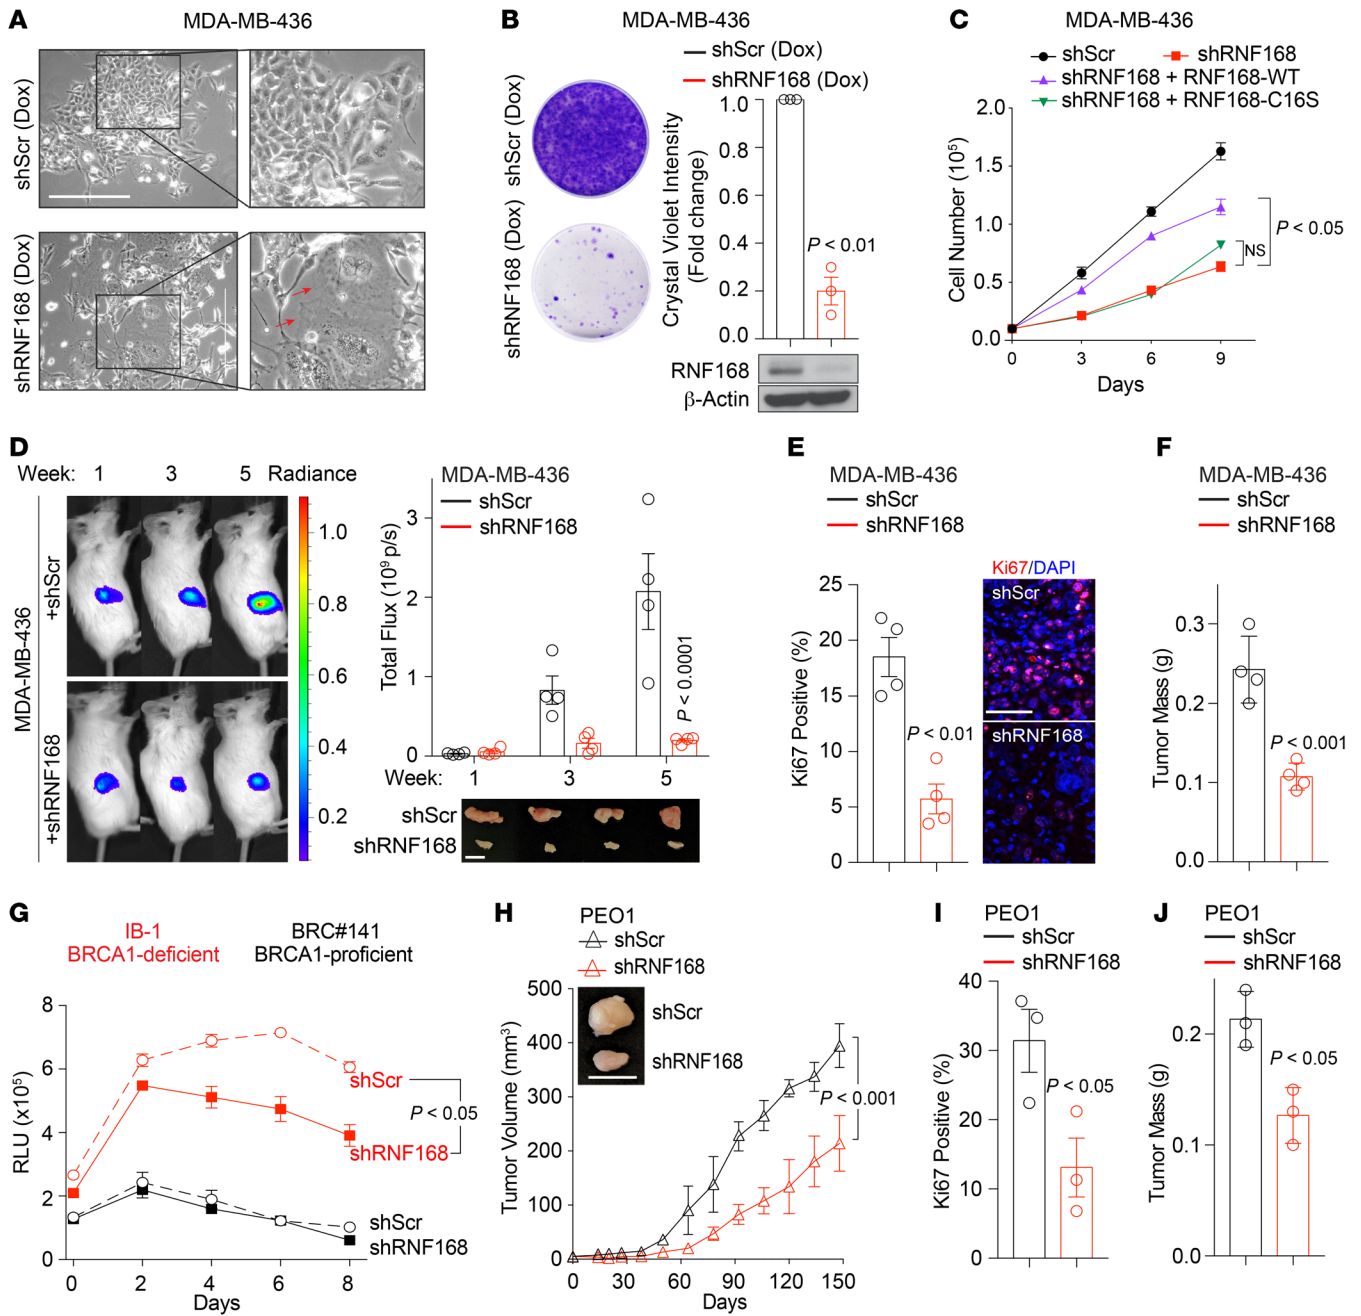 A
MDA-MB-436
shScr (Dox)
shRNF168 (Dox)
B
MDA-MB-436
shScr (Dox)
shRNF168 (Dox)
shScr (Dox)
shRNF168 (Dox)
Crystal Violet Intensity
(Fold change)
1.0
0.8
0.6
0.4
0.2
0.0
P < 0.01
RNF168
β-Actin
C
MDA-MB-436
shScr
shRNF168
shRNF168 + RNF168-WT
shRNF168 + RNF168-C16S
Cell Number (10⁵)
2.0
1.5
1.0
0.5
0.0
NS
P < 0.05
0 3 6 9
Days
D
Week: 1 3 5 Radiance
MDA-MB-436
+shScr
+shRNF168
1.0
0.8
0.6
0.4
0.2
MDA-MB-436
shScr
shRNF168
Total Flux (10⁹ p/s)
3
2
1
0
P < 0.0001
Week: 1 3 5
shScr
shRNF168
E
MDA-MB-436
shScr
shRNF168
Ki67 Positive (%)
25
20
15
10
5
0
P < 0.01
Ki67/DAPI
shScr
shRNF168
F
MDA-MB-436
shScr
shRNF168
Tumor Mass (g)
0.3
0.2
0.1
0.0
P < 0.001
G
IB-1
BRCA1-deficient
BRC#141
BRCA1-proficient
RLU (x10⁵)
8
6
4
2
0
shScr
P < 0.05
shRNF168
shScr
shRNF168
0 2 4 6 8
Days
H
PEO1
shScr
shRNF168
shScr
shRNF168
Tumor Volume (mm³)
500
400
300
200
100
0
P < 0.001
0 30 60 90 120 150
Days
I
PEO1
shScr
shRNF168
Ki67 Positive (%)
40
30
20
10
0
P < 0.05
J
PEO1
shScr
shRNF168
Tumor Mass (g)
0.2
0.1
0.0
P < 0.05